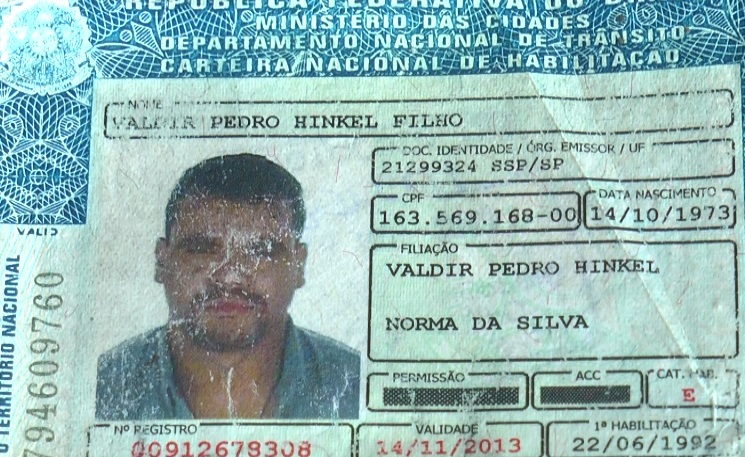 REPÚBLICA FEDERATIVA DO
MINISTÉRIO DAS CIDADES
DEPARTAMENTO NACIONAL DE TRÂNSITO
CARTEIRA NACIONAL DE HABILITAÇÃO
NOME
VALDIR PEDRO HINKEL FILHO
DOC. IDENTIDADE / ÓRG. EMISSOR / UF
21299324 SSP/SP
CPF
163.569.168-00
DATA NASCIMENTO
14/10/1973
FILIAÇÃO
VALDIR PEDRO HINKEL
NORMA DA SILVA
PERMISSÃO
ACC
CAT. HAB.
E
Nº REGISTRO
00912678308
VALIDADE
14/11/2013
1ª HABILITAÇÃO
22/06/1992
VALID
O TERRITÓRIO NACIONAL
794609760